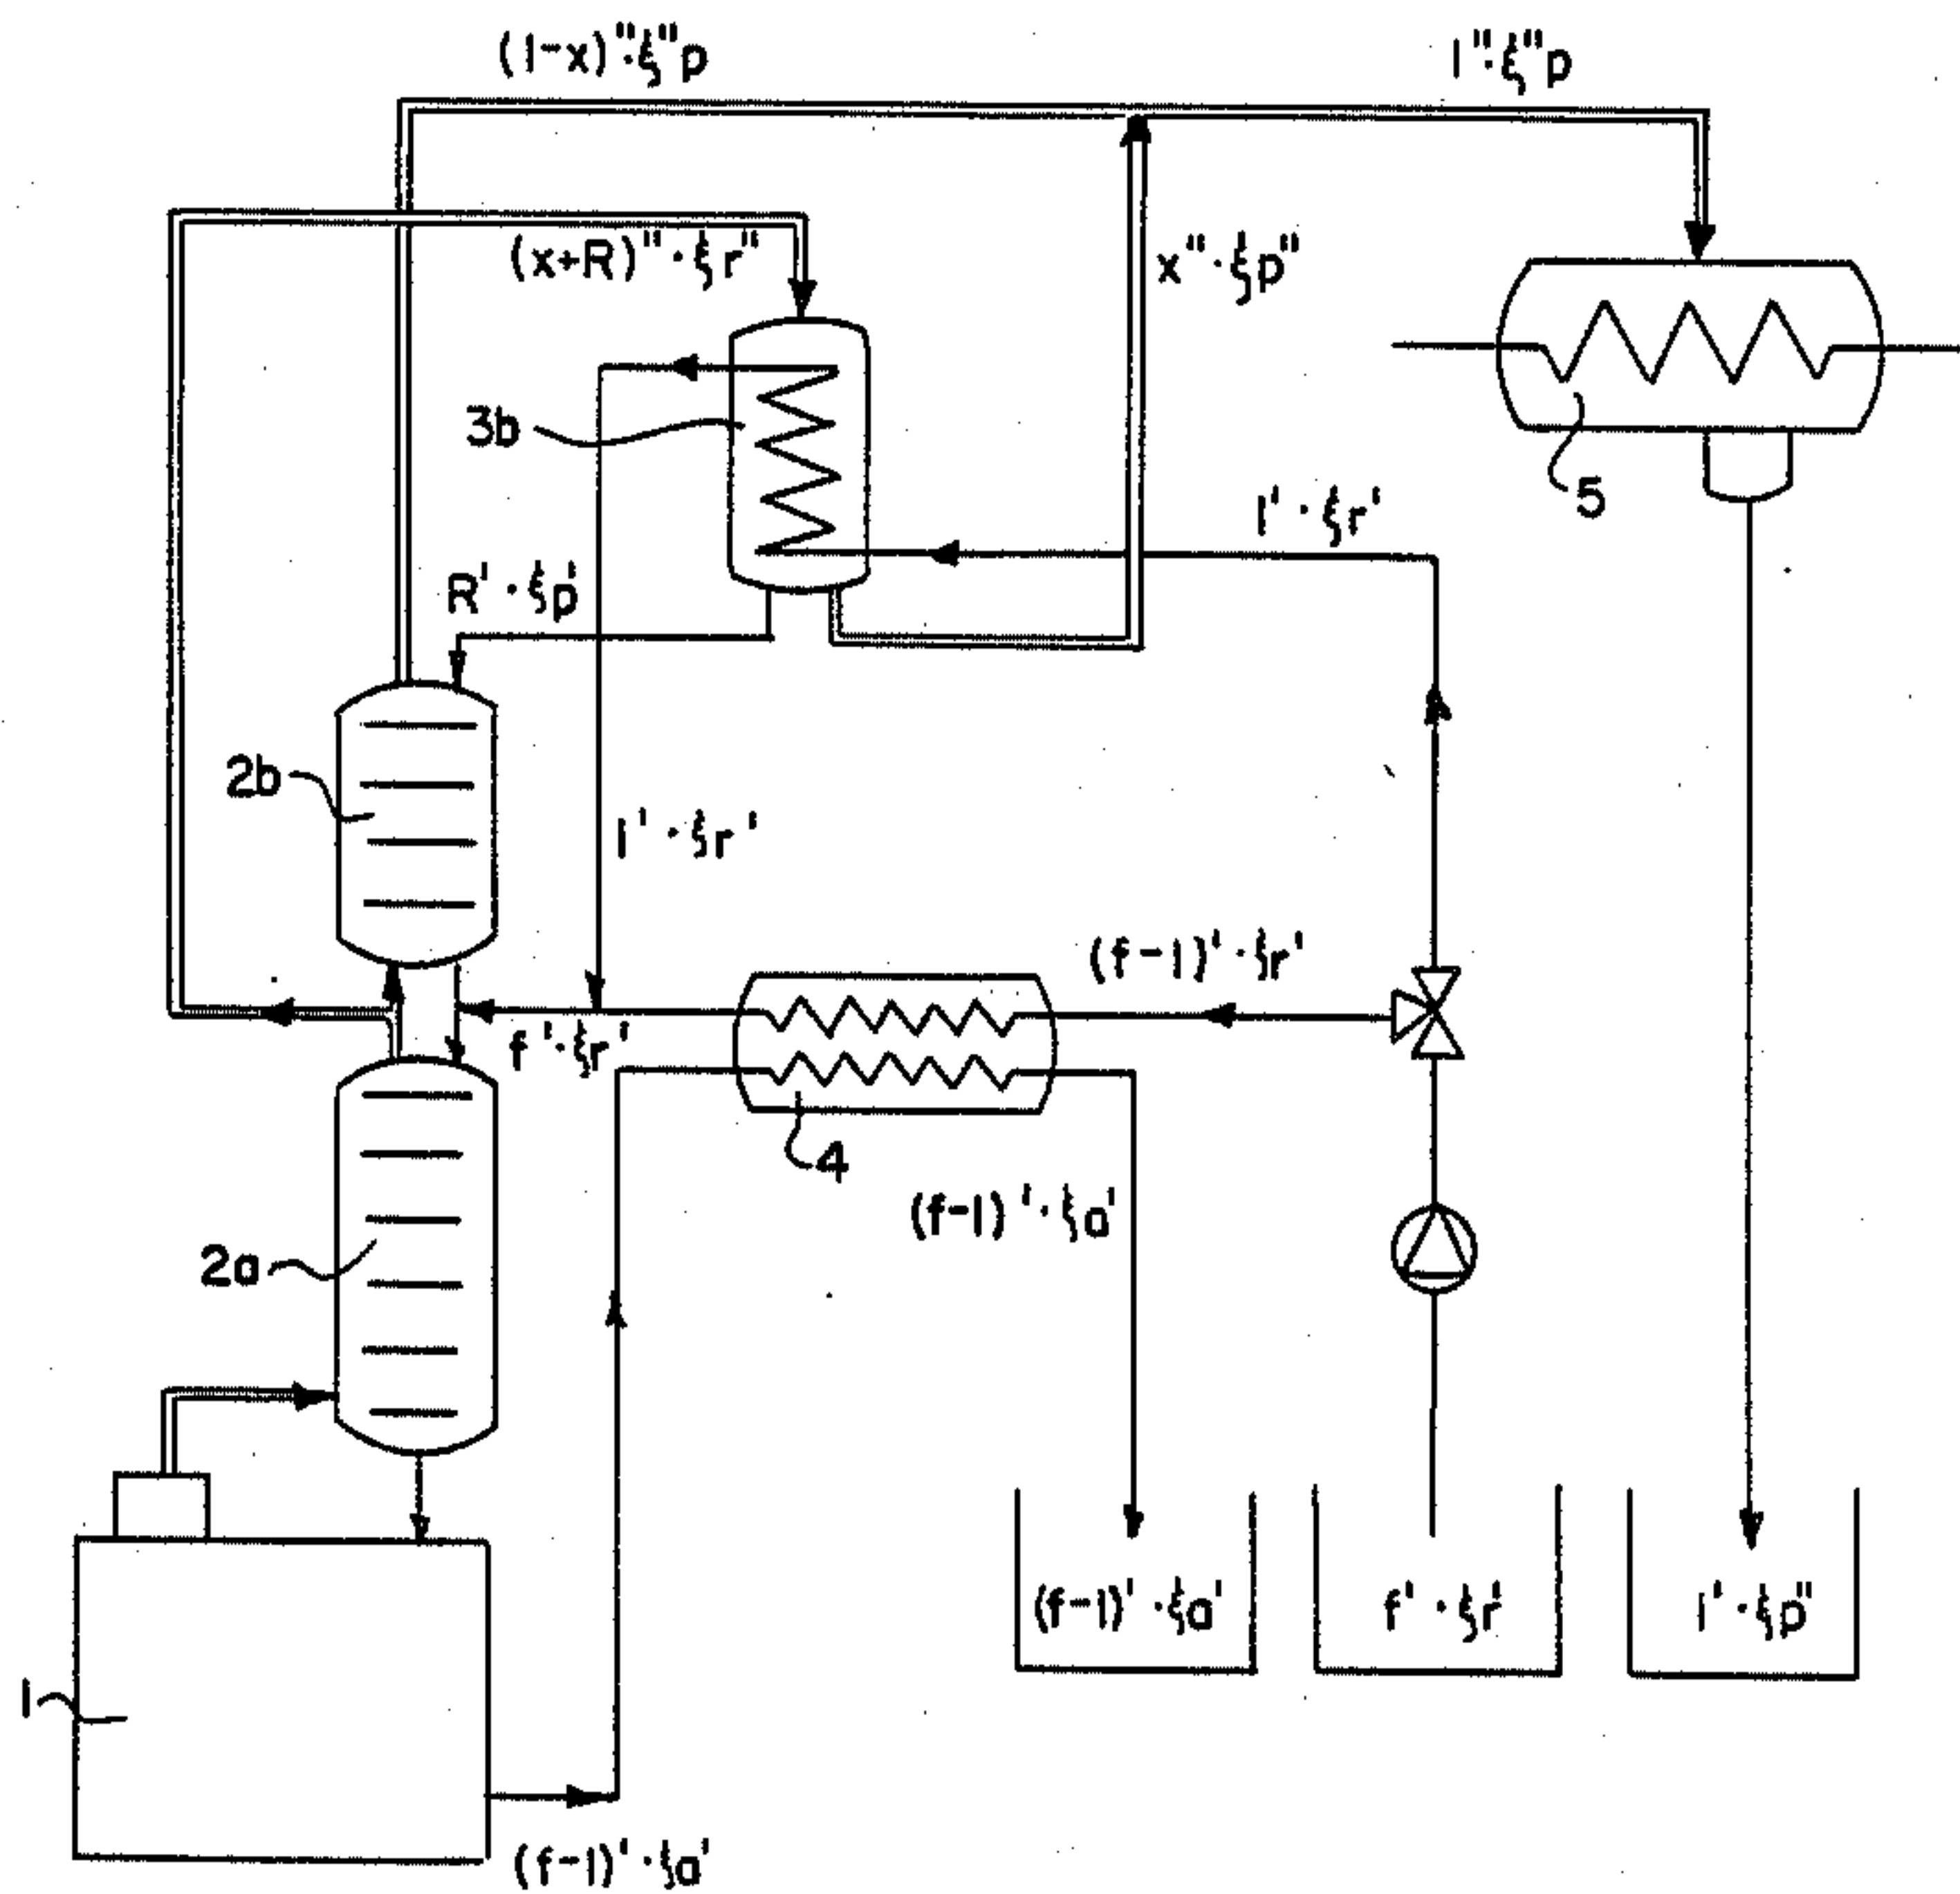 (1-x)"·ξ"p
1"·ξ"p
(x+R)"·ξr"
x"·ξp"
3b
5
1'·ξr'
R'·ξp'
2b
1'·ξr'
(f-1)'·ξr'
f'·ξr'
4
(f-1)'·ξa'
2a
(f-1)'·ξa'
f'·ξr'
1'·ξp"
1
(f-1)'·ξa'